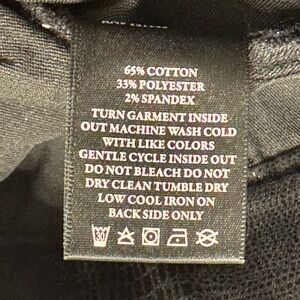 65% COTTON
33% POLYESTER
2% SPANDEX
TURN GARMENT INSIDE
OUT MACHINE WASH COLD
WITH LIKE COLORS
GENTLE CYCLE INSIDE OUT
DO NOT BLEACH DO NOT
DRY CLEAN TUMBLE DRY
LOW COOL IRON ON
BACK SIDE ONLY